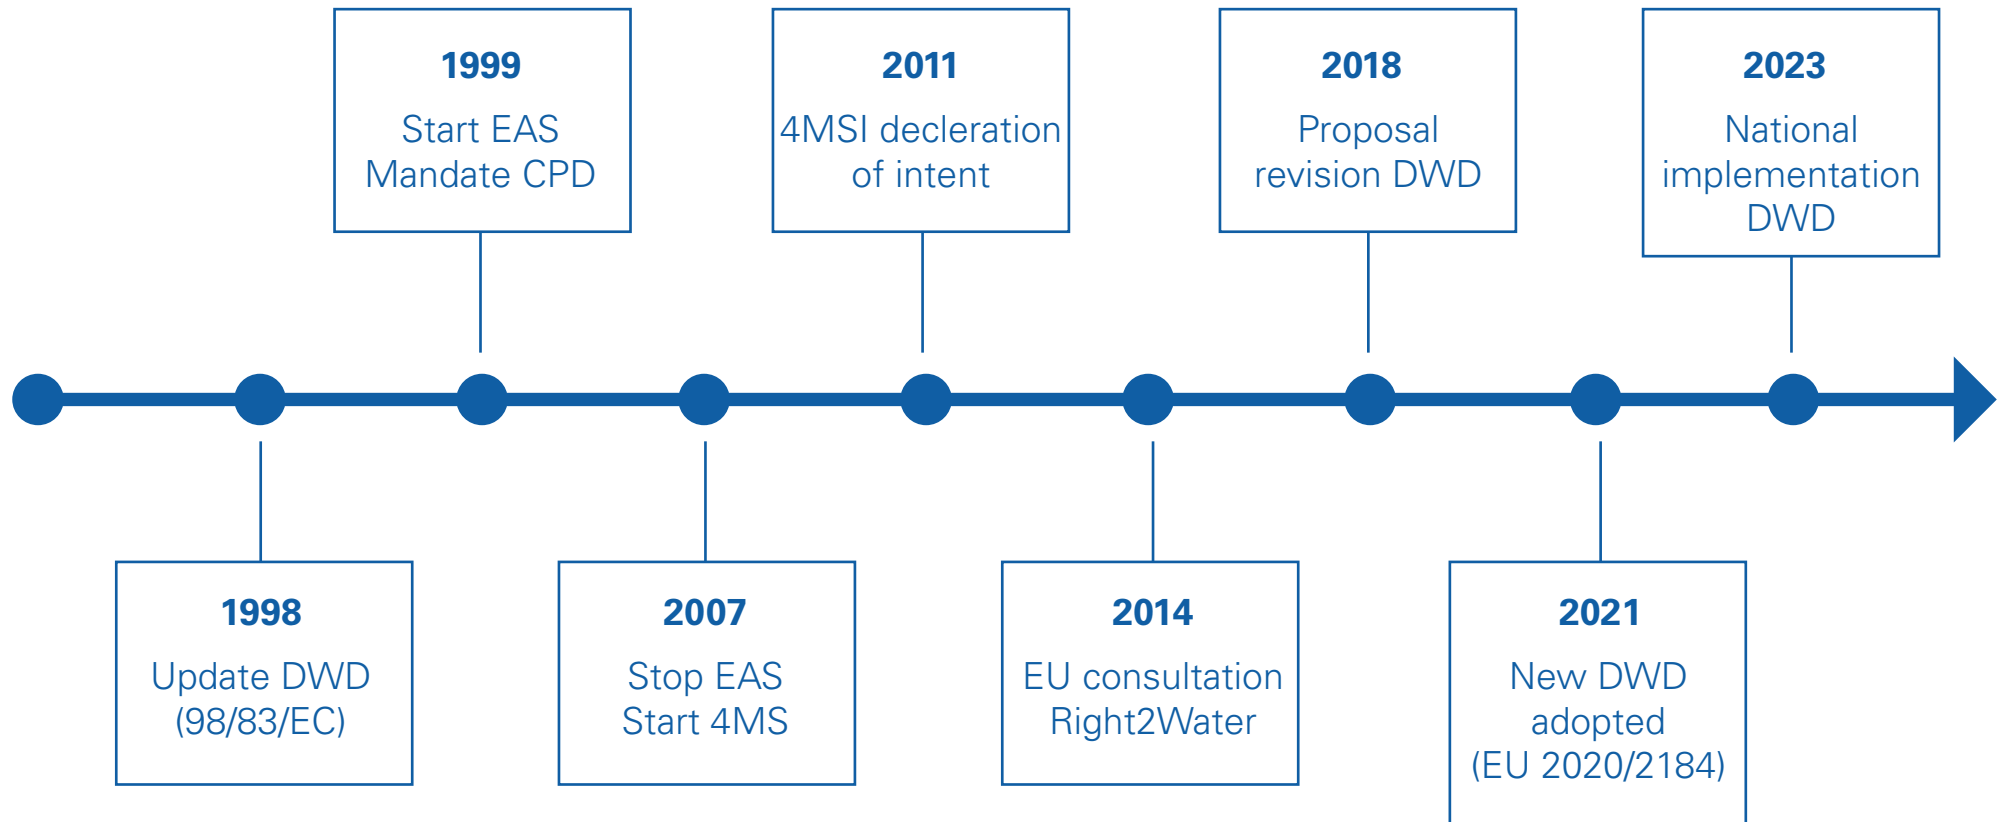 1999
Start EAS
Mandate CPD
2011
4MSI decleration
of intent
2018
Proposal
revision DWD
2023
National
implementation
DWD
1998
Update DWD
(98/83/EC)
2007
Stop EAS
Start 4MS
2014
EU consultation
Right2Water
2021
New DWD
adopted
(EU 2020/2184)